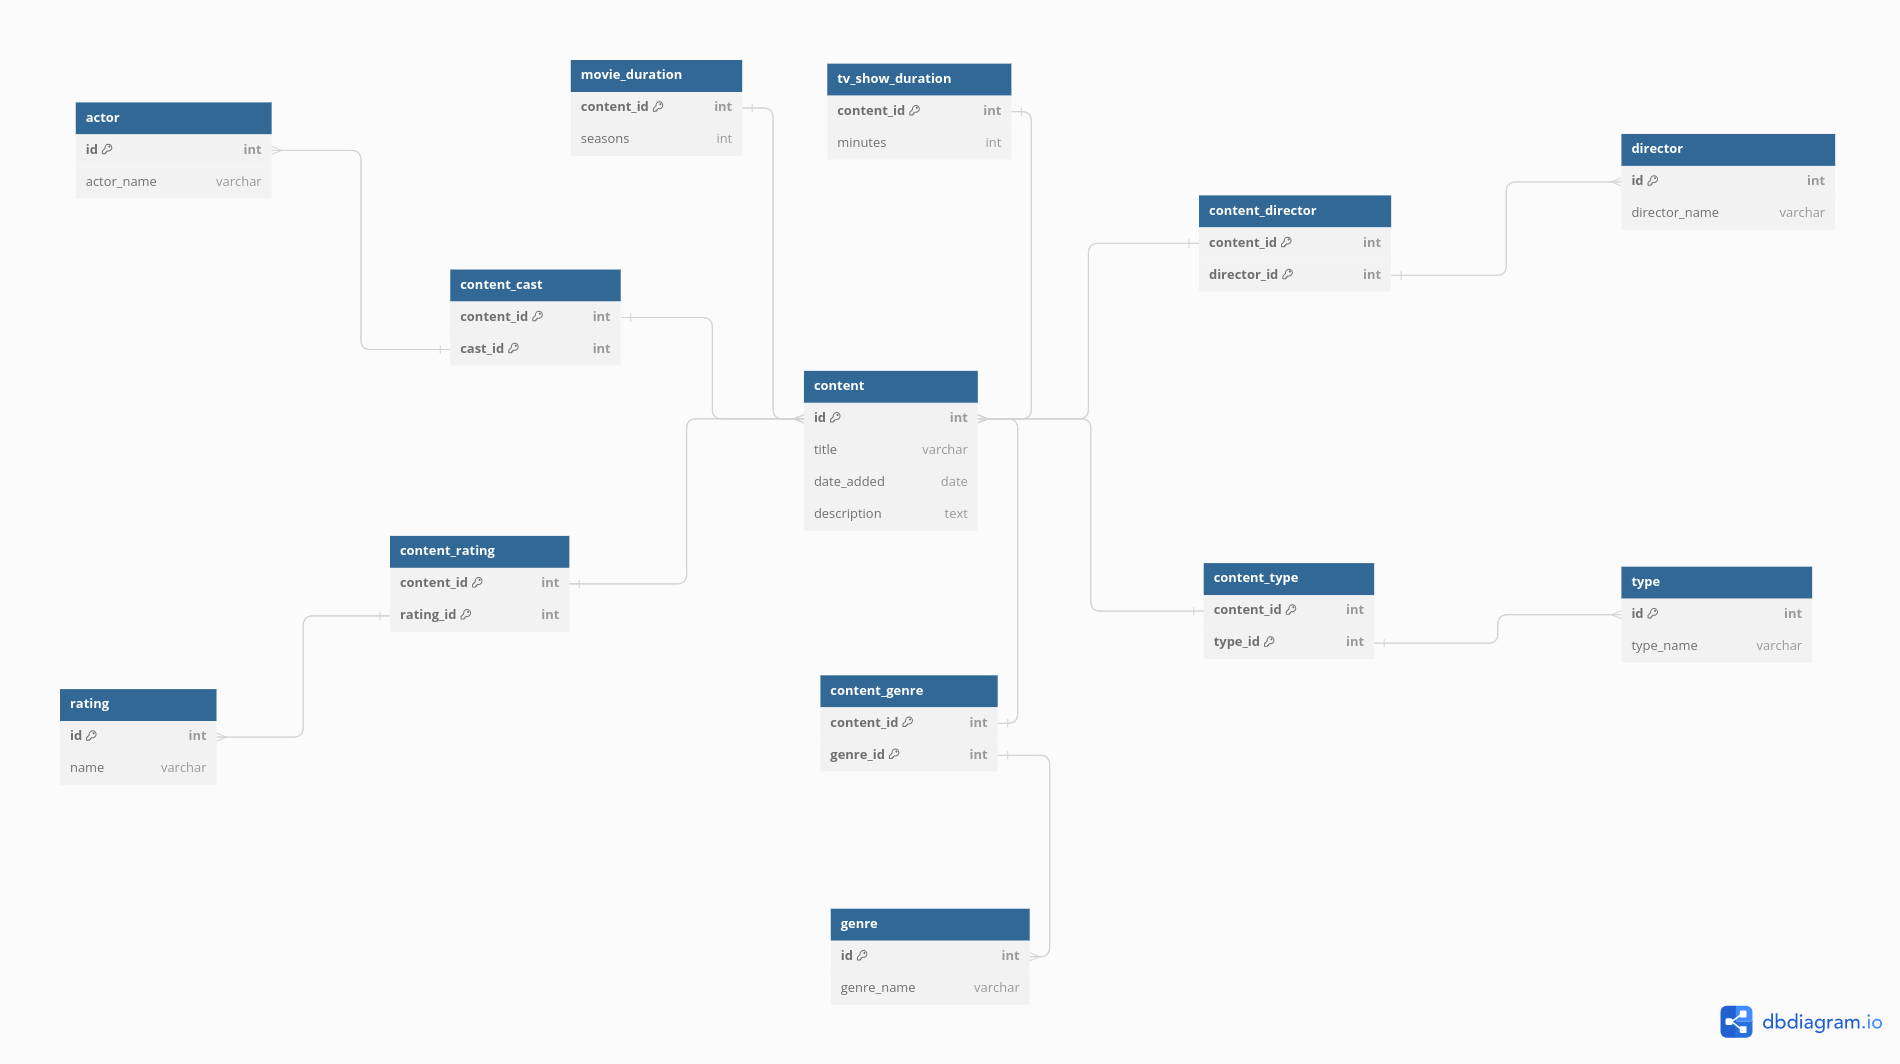 movie_duration
content_id int
seasons int
tv_show_duration
content_id int
minutes int
actor
id int
actor_name varchar
director
id int
director_name varchar
content_director
content_id int
director_id int
content_cast
content_id int
cast_id int
content
id int
title varchar
date_added date
description text
content_rating
content_id int
rating_id int
content_type
content_id int
type_id int
type
id int
type_name varchar
rating
id int
name varchar
content_genre
content_id int
genre_id int
genre
id int
genre_name varchar
dbdiagram.io